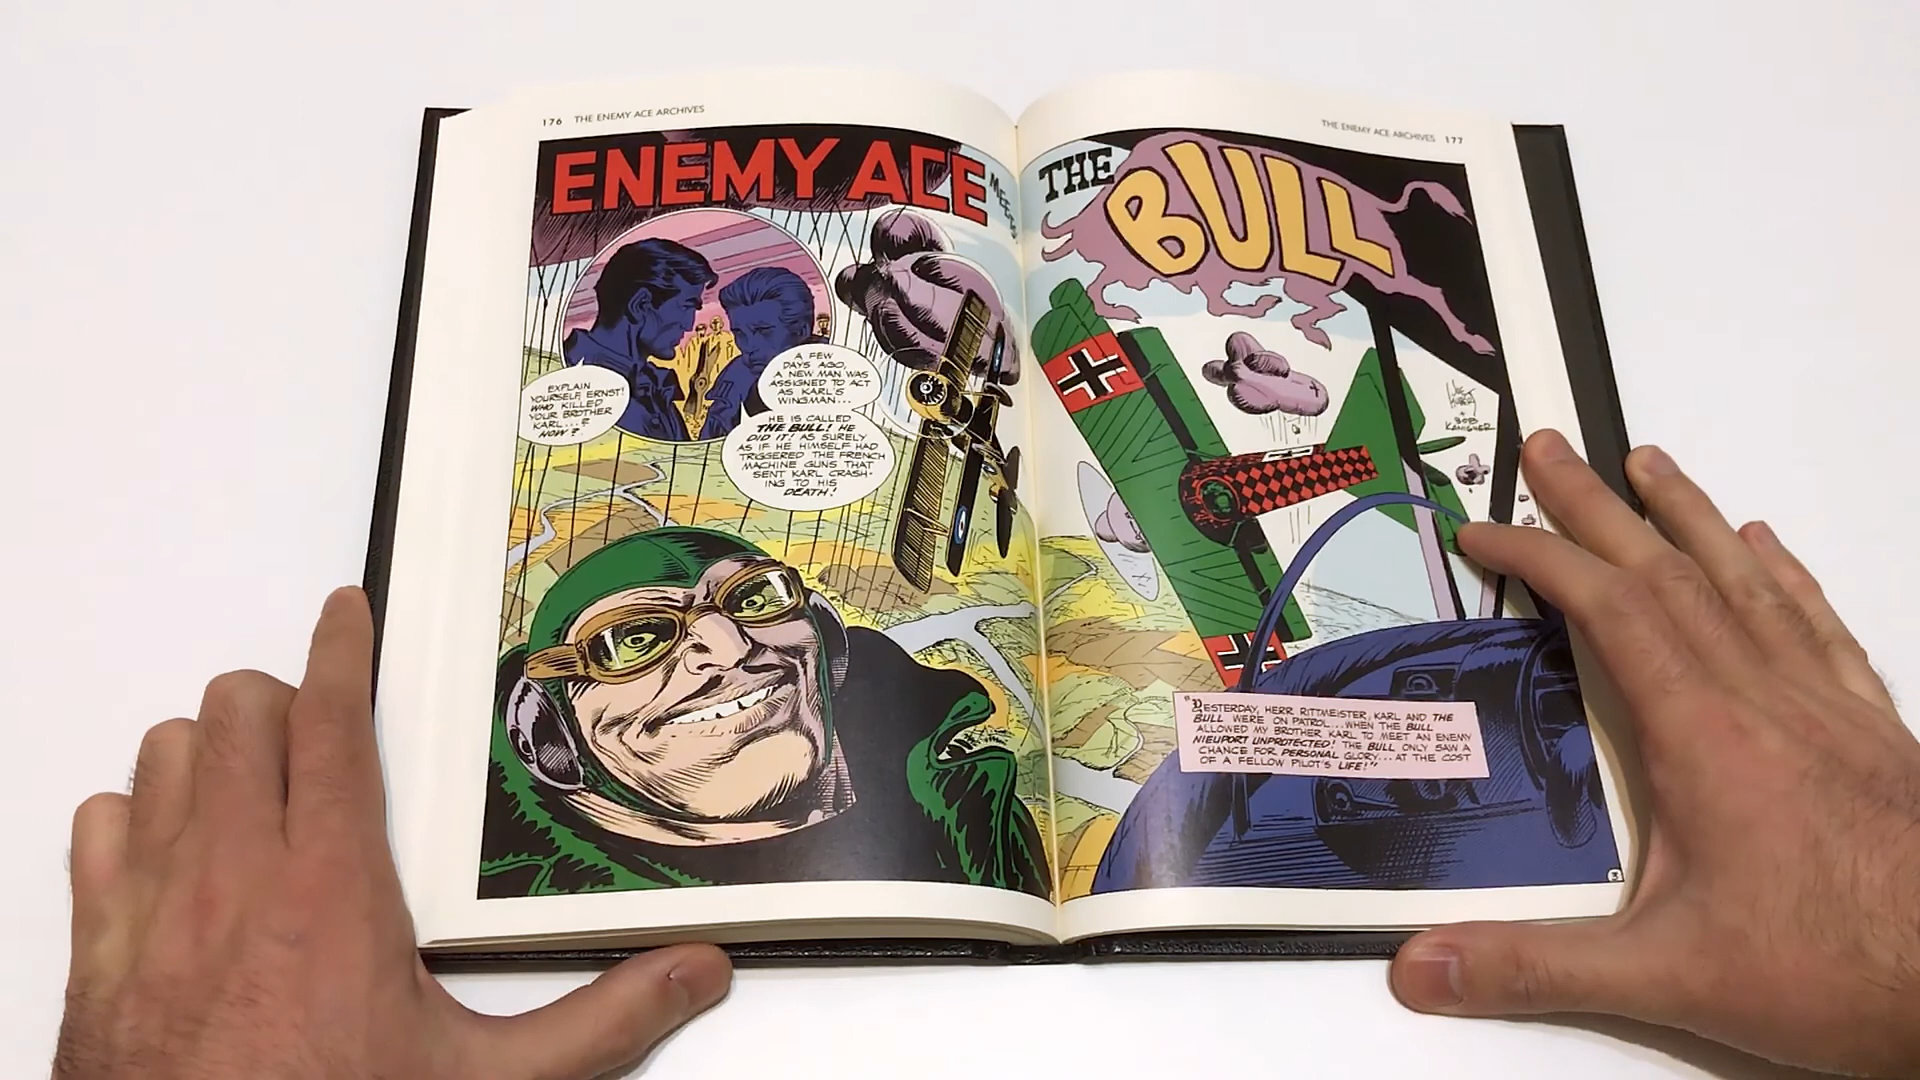 176 THE ENEMY ACE ARCHIVES
THE ENEMY ACE ARCHIVES 177
ENEMY ACE
MEETS
THE
BULL
EXPLAIN
YOURSELF, ERNST!
WHO KILLED
YOUR BROTHER
KARL...?
HOW?
A FEW
DAYS AGO,
A NEW MAN WAS
ASSIGNED TO ACT
AS KARL'S
WINGMAN...
HE IS CALLED
THE BULL! HE
DID IT! AS SURELY
AS IF HE HIMSELF HAD
TRIGGERED THE FRENCH
MACHINE GUNS THAT
SENT KARL CRASH-
ING TO HIS
DEATH!
JOE
KUBERT
+
BOB
KANIGHER
"YESTERDAY, HERR RITTMEISTER, KARL AND THE
BULL WERE ON PATROL...WHEN THE BULL
ALLOWED MY BROTHER KARL TO MEET AN ENEMY
NIEUPORT UNPROTECTED! THE BULL ONLY SAW A
CHANCE FOR PERSONAL GLORY...AT THE COST
OF A FELLOW PILOT'S LIFE!"